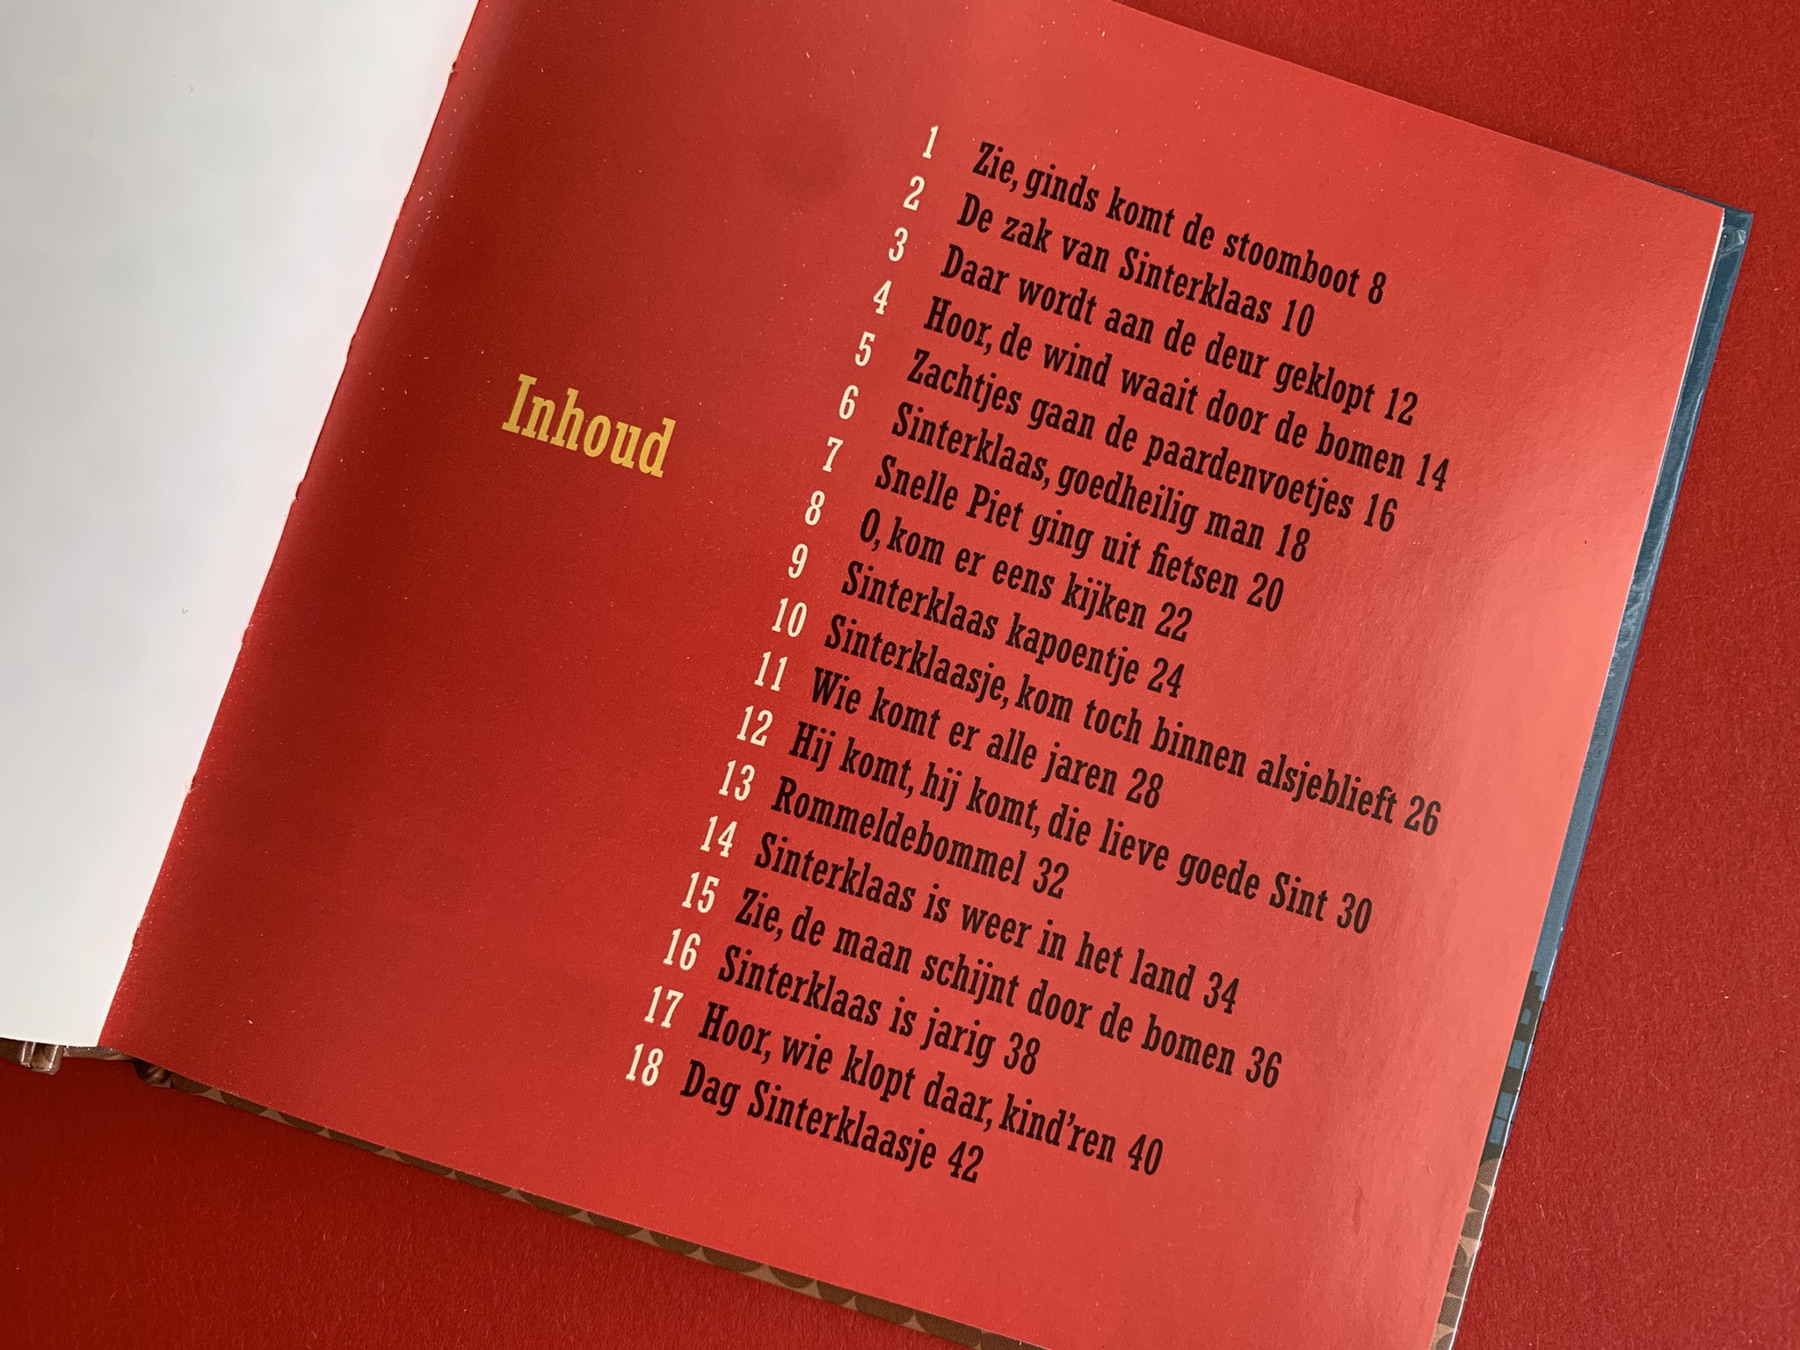 Inhoud
1 Zie, ginds komt de stoomboot 8
2 De zak van Sinterklaas 10
3 Daar wordt aan de deur geklopt 12
4 Hoor, de wind waait door de bomen 14
5 Zachtjes gaan de paardenvoetjes 16
6 Sinterklaas, goedheilig man 18
7 Snelle Piet ging uit fietsen 20
8 O, kom er eens kijken 22
9 Sinterklaas kapoentje 24
10 Sinterklaasje, kom toch binnen alsjeblieft 26
11 Wie komt er alle jaren 28
12 Hij komt, hij komt, die lieve goede Sint 30
13 Rommeldebommel 32
14 Sinterklaas is weer in het land 34
15 Zie, de maan schijnt door de bomen 36
16 Sinterklaas is jarig 38
17 Hoor, wie klopt daar, kind'ren 40
18 Dag Sinterklaasje 42